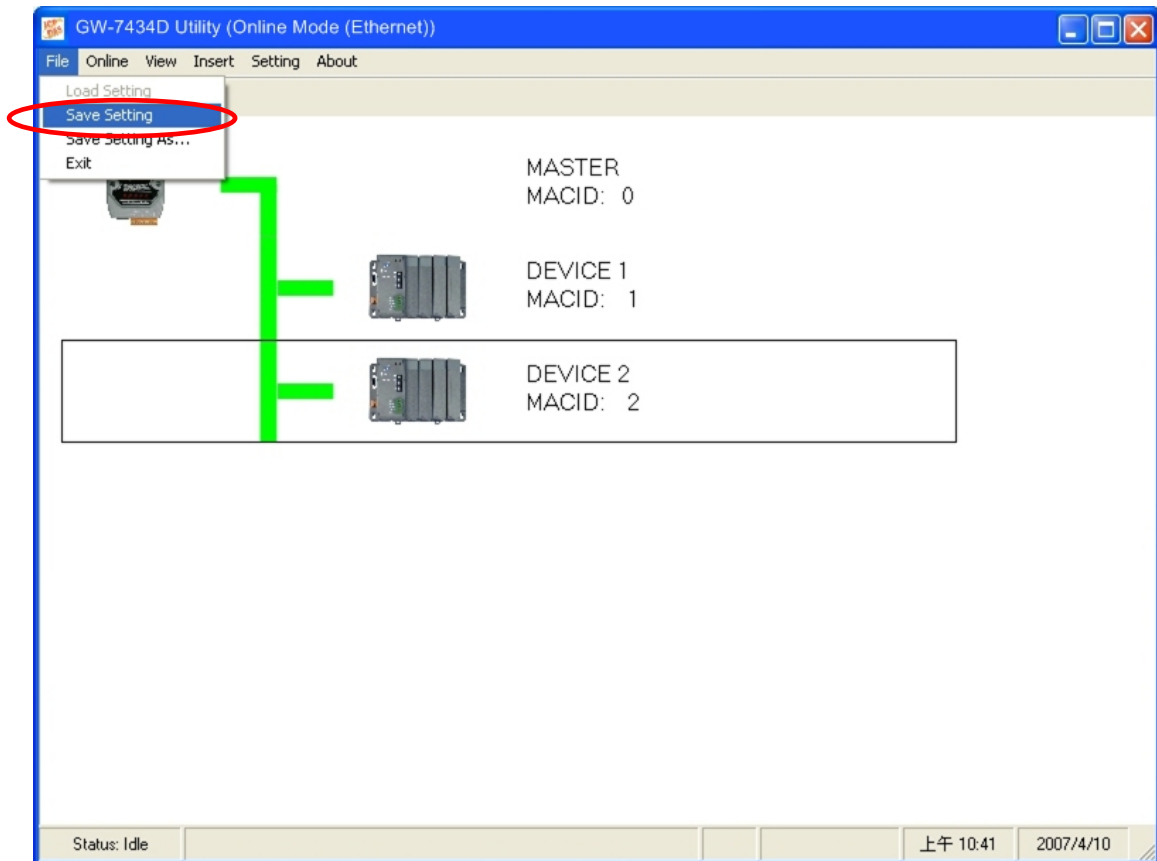 GW-7434D Utility (Online Mode (Ethernet))
File Online View Insert Setting About
Load Setting
Save Setting
Save Setting As...
Exit
MASTER
MACID: 0
DEVICE 1
MACID: 1
DEVICE 2
MACID: 2
Status: Idle
上午 10:41
2007/4/10